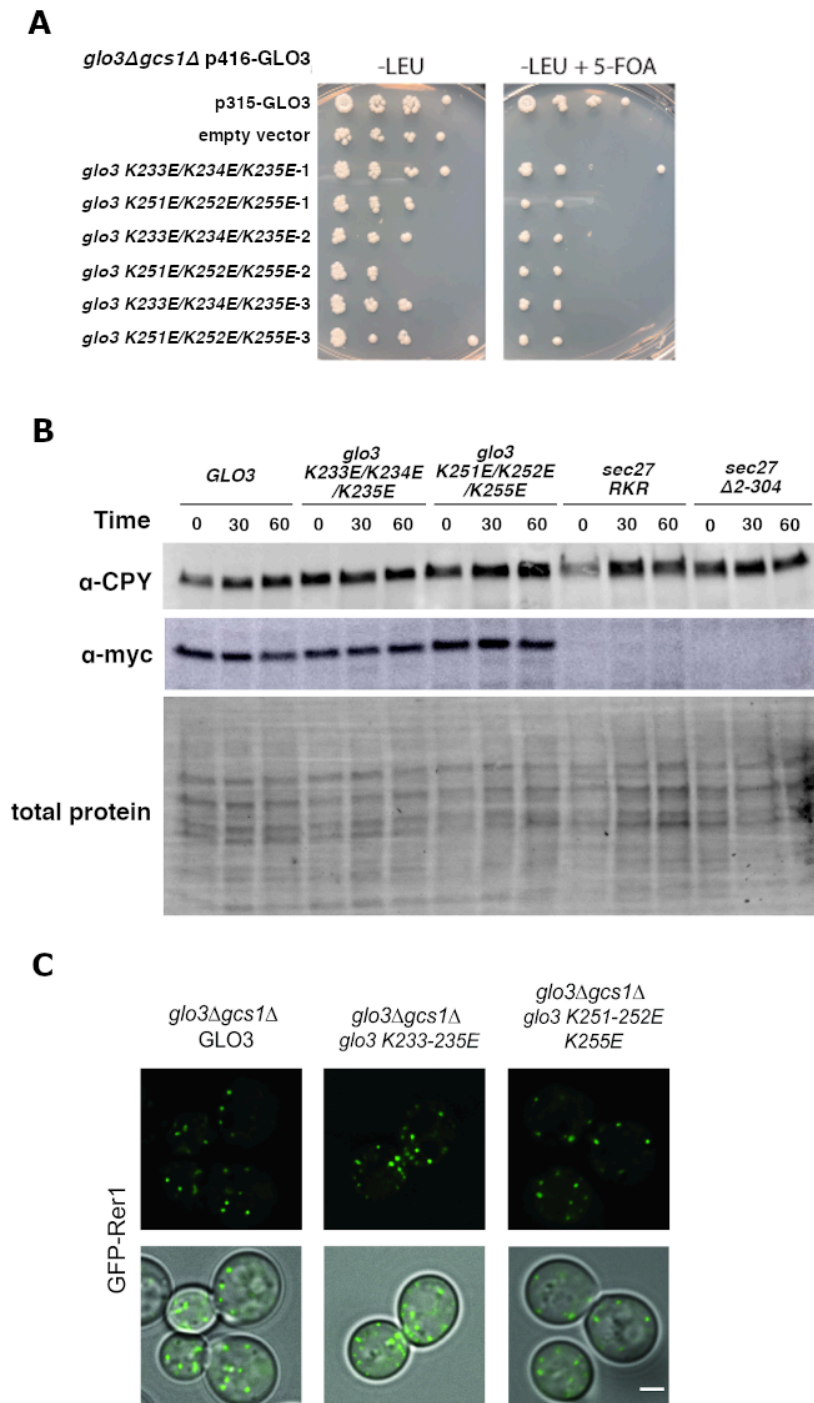 A
glo3Δgcs1Δ p416-GLO3
-LEU
-LEU + 5-FOA
p315-GLO3
empty vector
glo3 K233E/K234E/K235E-1
glo3 K251E/K252E/K255E-1
glo3 K233E/K234E/K235E-2
glo3 K251E/K252E/K255E-2
glo3 K233E/K234E/K235E-3
glo3 K251E/K252E/K255E-3
B
GLO3
glo3
K233E/K234E
/K235E
glo3
K251E/K252E
/K255E
sec27
RKR
sec27
Δ2-304
Time
0 30 60 0 30 60 0 30 60 0 30 60 0 30 60
α-CPY
α-myc
total protein
C
glo3Δgcs1Δ
GLO3
glo3Δgcs1Δ
glo3 K233-235E
glo3Δgcs1Δ
glo3 K251-252E
K255E
GFP-Rer1